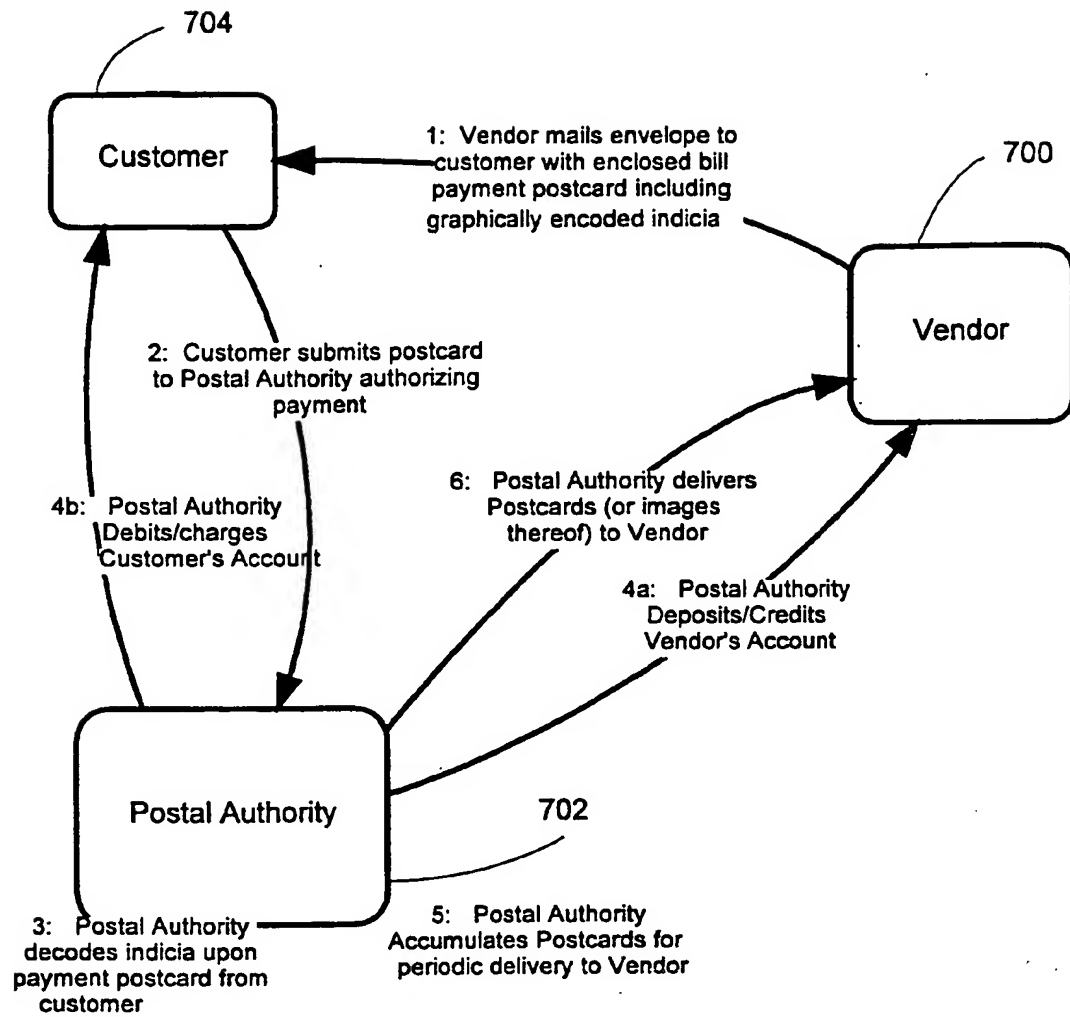 704
Customer
1: Vendor mails envelope to
customer with enclosed bill
payment postcard including
graphically encoded indicia
700
Vendor
2: Customer submits postcard
to Postal Authority authorizing
payment
4b: Postal Authority
Debits/charges
Customer's Account
6: Postal Authority delivers
Postcards (or images
thereof) to Vendor
4a: Postal Authority
Deposits/Credits
Vendor's Account
Postal Authority
702
3: Postal Authority
decodes indicia upon
payment postcard from
customer
5: Postal Authority
Accumulates Postcards for
periodic delivery to Vendor